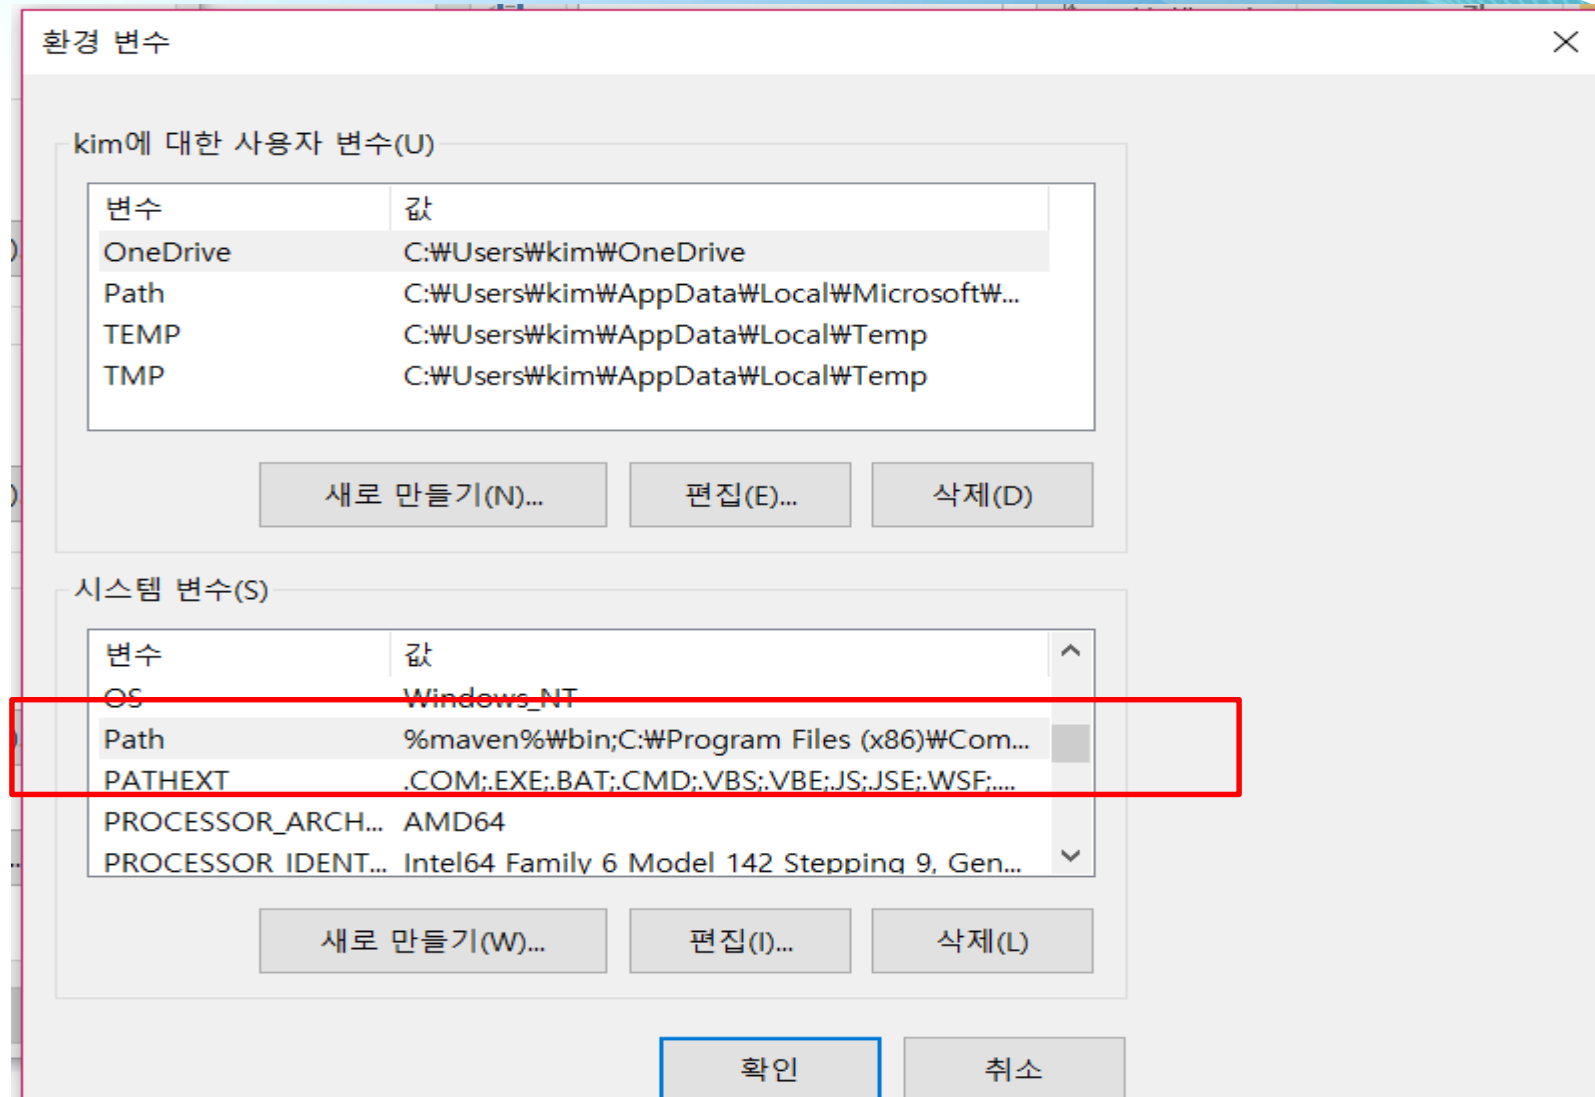 환경 변수
kim에 대한 사용자 변수(U)
변수 값
OneDrive C:₩Users₩kim₩OneDrive
Path C:₩Users₩kim₩AppData₩Local₩Microsoft₩...
TEMP C:₩Users₩kim₩AppData₩Local₩Temp
TMP C:₩Users₩kim₩AppData₩Local₩Temp
새로 만들기(N)... 편집(E)... 삭제(D)
시스템 변수(S)
변수 값
OS Windows_NT
Path %maven%₩bin;C:₩Program Files (x86)₩Com...
PATHEXT .COM;.EXE;.BAT;.CMD;.VBS;.VBE;.JS;.JSE;.WSF;....
PROCESSOR_ARCH... AMD64
PROCESSOR_IDENT... Intel64 Family 6 Model 142 Stepping 9, Gen...
새로 만들기(W)... 편집(I)... 삭제(L)
확인 취소